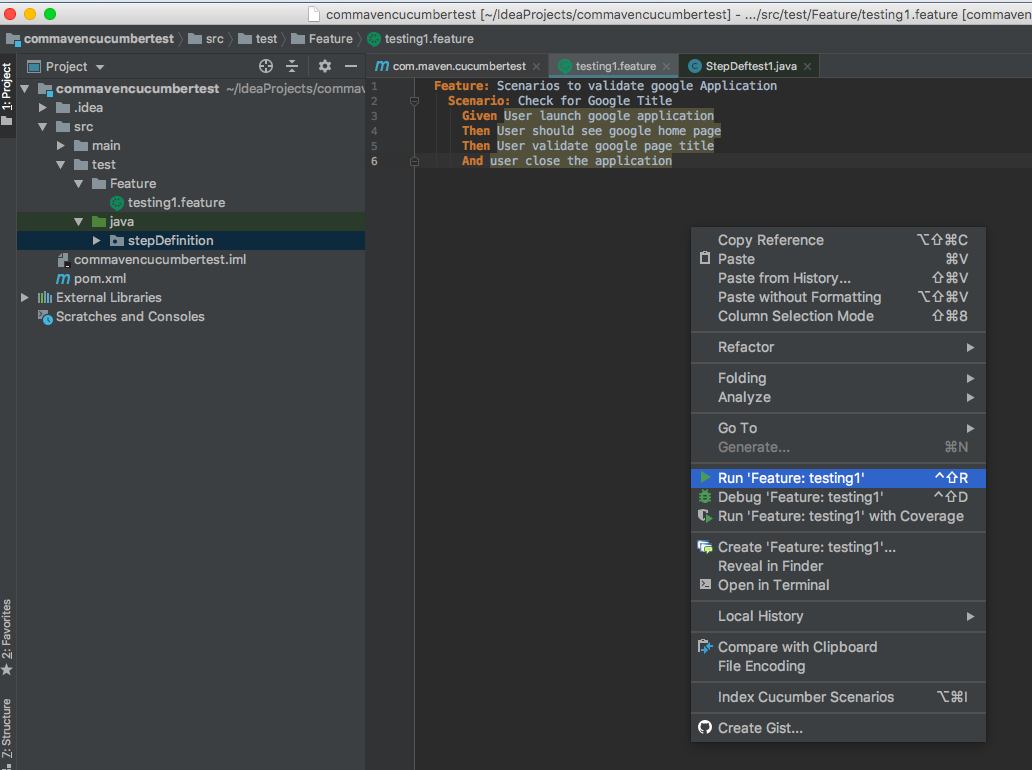 commavencucumbertest [~/IdeaProjects/commavencucumbertest] - .../src/test/Feature/testing1.feature [commaven
commavencucumbertest src test Feature testing1.feature
1: Project
Project
com.maven.cucumbertest
testing1.feature
StepDeftest1.java
commavencucumbertest ~/IdeaProjects/commav
.idea
src
main
test
Feature
testing1.feature
java
stepDefinition
commavencucumbertest.iml
pom.xml
External Libraries
Scratches and Consoles
1 Feature: Scenarios to validate google Application
2 Scenario: Check for Google Title
3 Given User launch google application
4 Then User should see google home page
5 Then User validate google page title
6 And user close the application
Copy Reference ⌥⇧⌘C
Paste ⌘V
Paste from History... ⇧⌘V
Paste without Formatting ⌥⇧⌘V
Column Selection Mode ⇧⌘8
Refactor
Folding
Analyze
Go To
Generate... ⌘N
Run 'Feature: testing1' ^⇧R
Debug 'Feature: testing1' ^⇧D
Run 'Feature: testing1' with Coverage
Create 'Feature: testing1'...
Reveal in Finder
Open in Terminal
Local History
Compare with Clipboard
File Encoding
Index Cucumber Scenarios ⌥⌘I
Create Gist...
2: Favorites
7: Structure